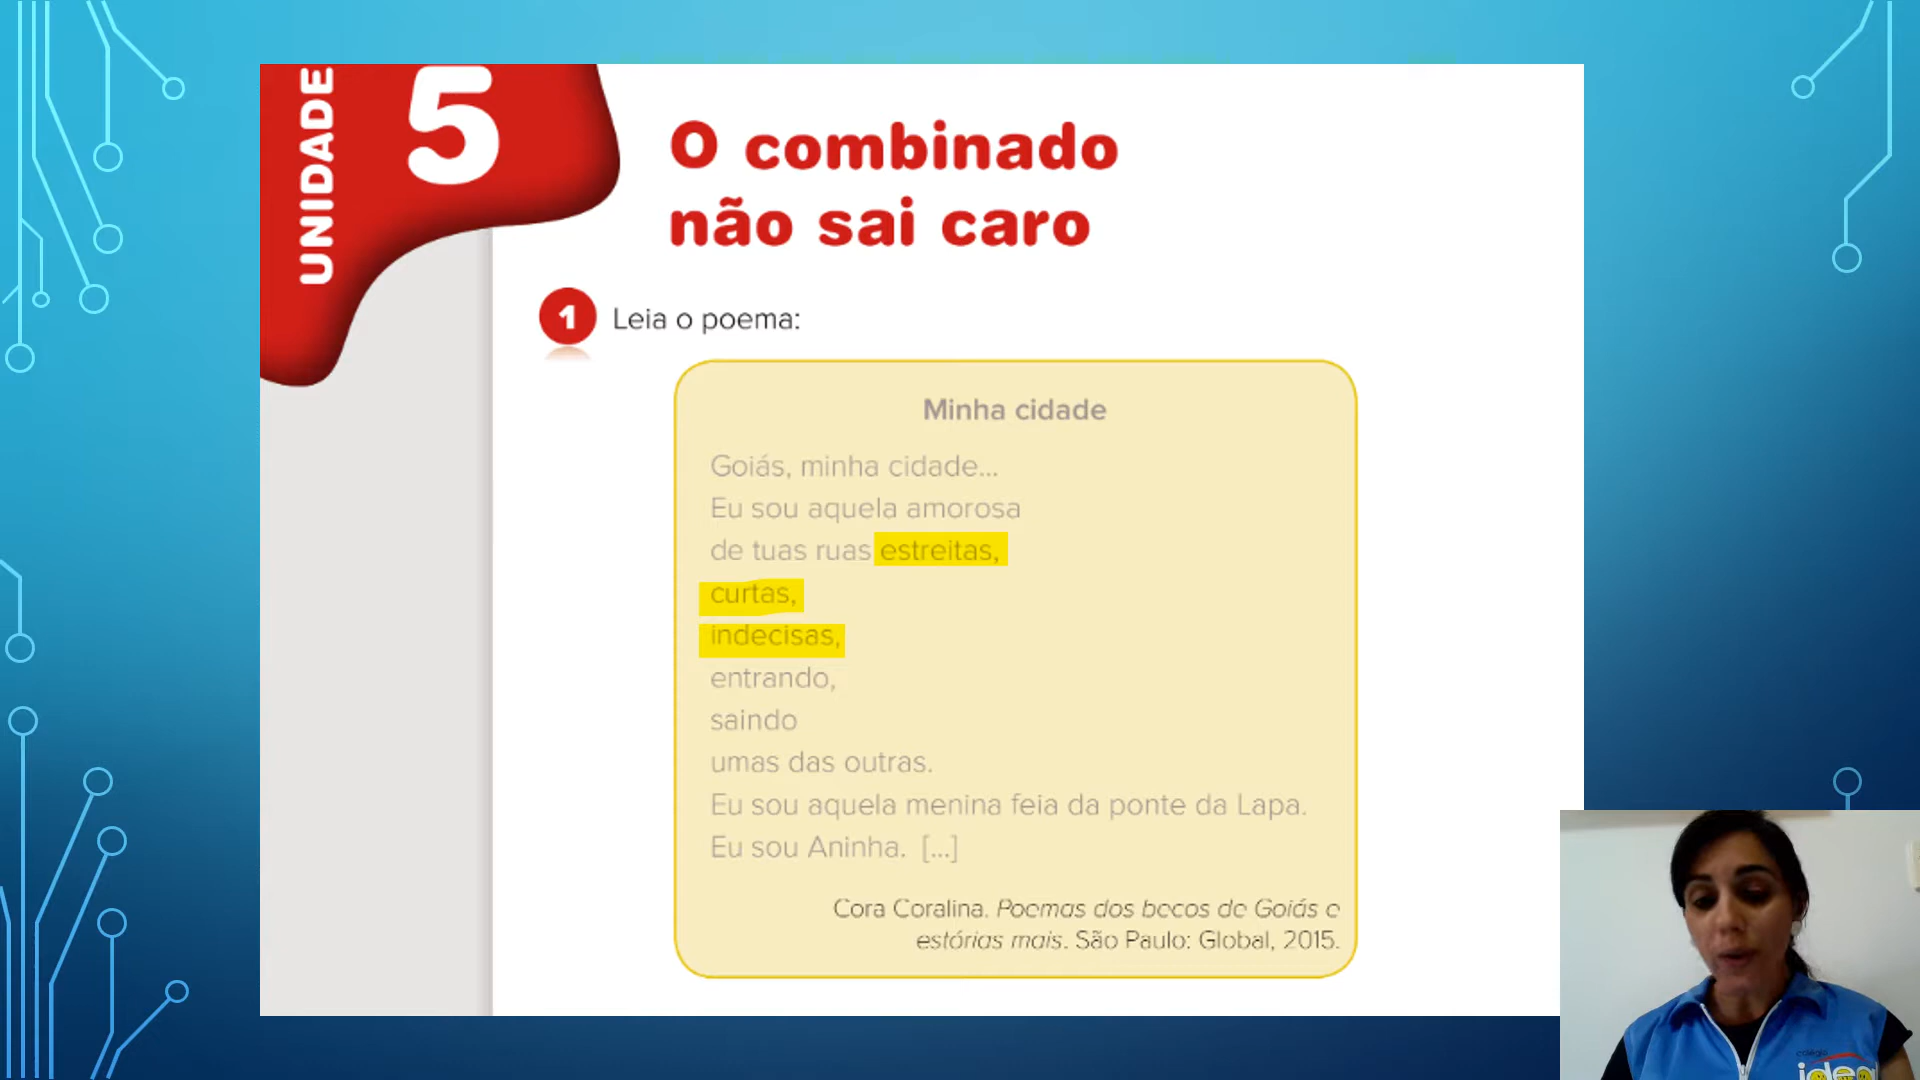 UNIDADE 5
O combinado
não sai caro
1 Leia o poema:
Minha cidade
Goiás, minha cidade...
Eu sou aquela amorosa
de tuas ruas estreitas,
curtas,
indecisas,
entrando,
saindo
umas das outras.
Eu sou aquela menina feia da ponte da Lapa.
Eu sou Aninha. [...]
Cora Coralina. Poemas dos becos de Goiás e
estórias mais. São Paulo: Global, 2015.
colégio
ideal